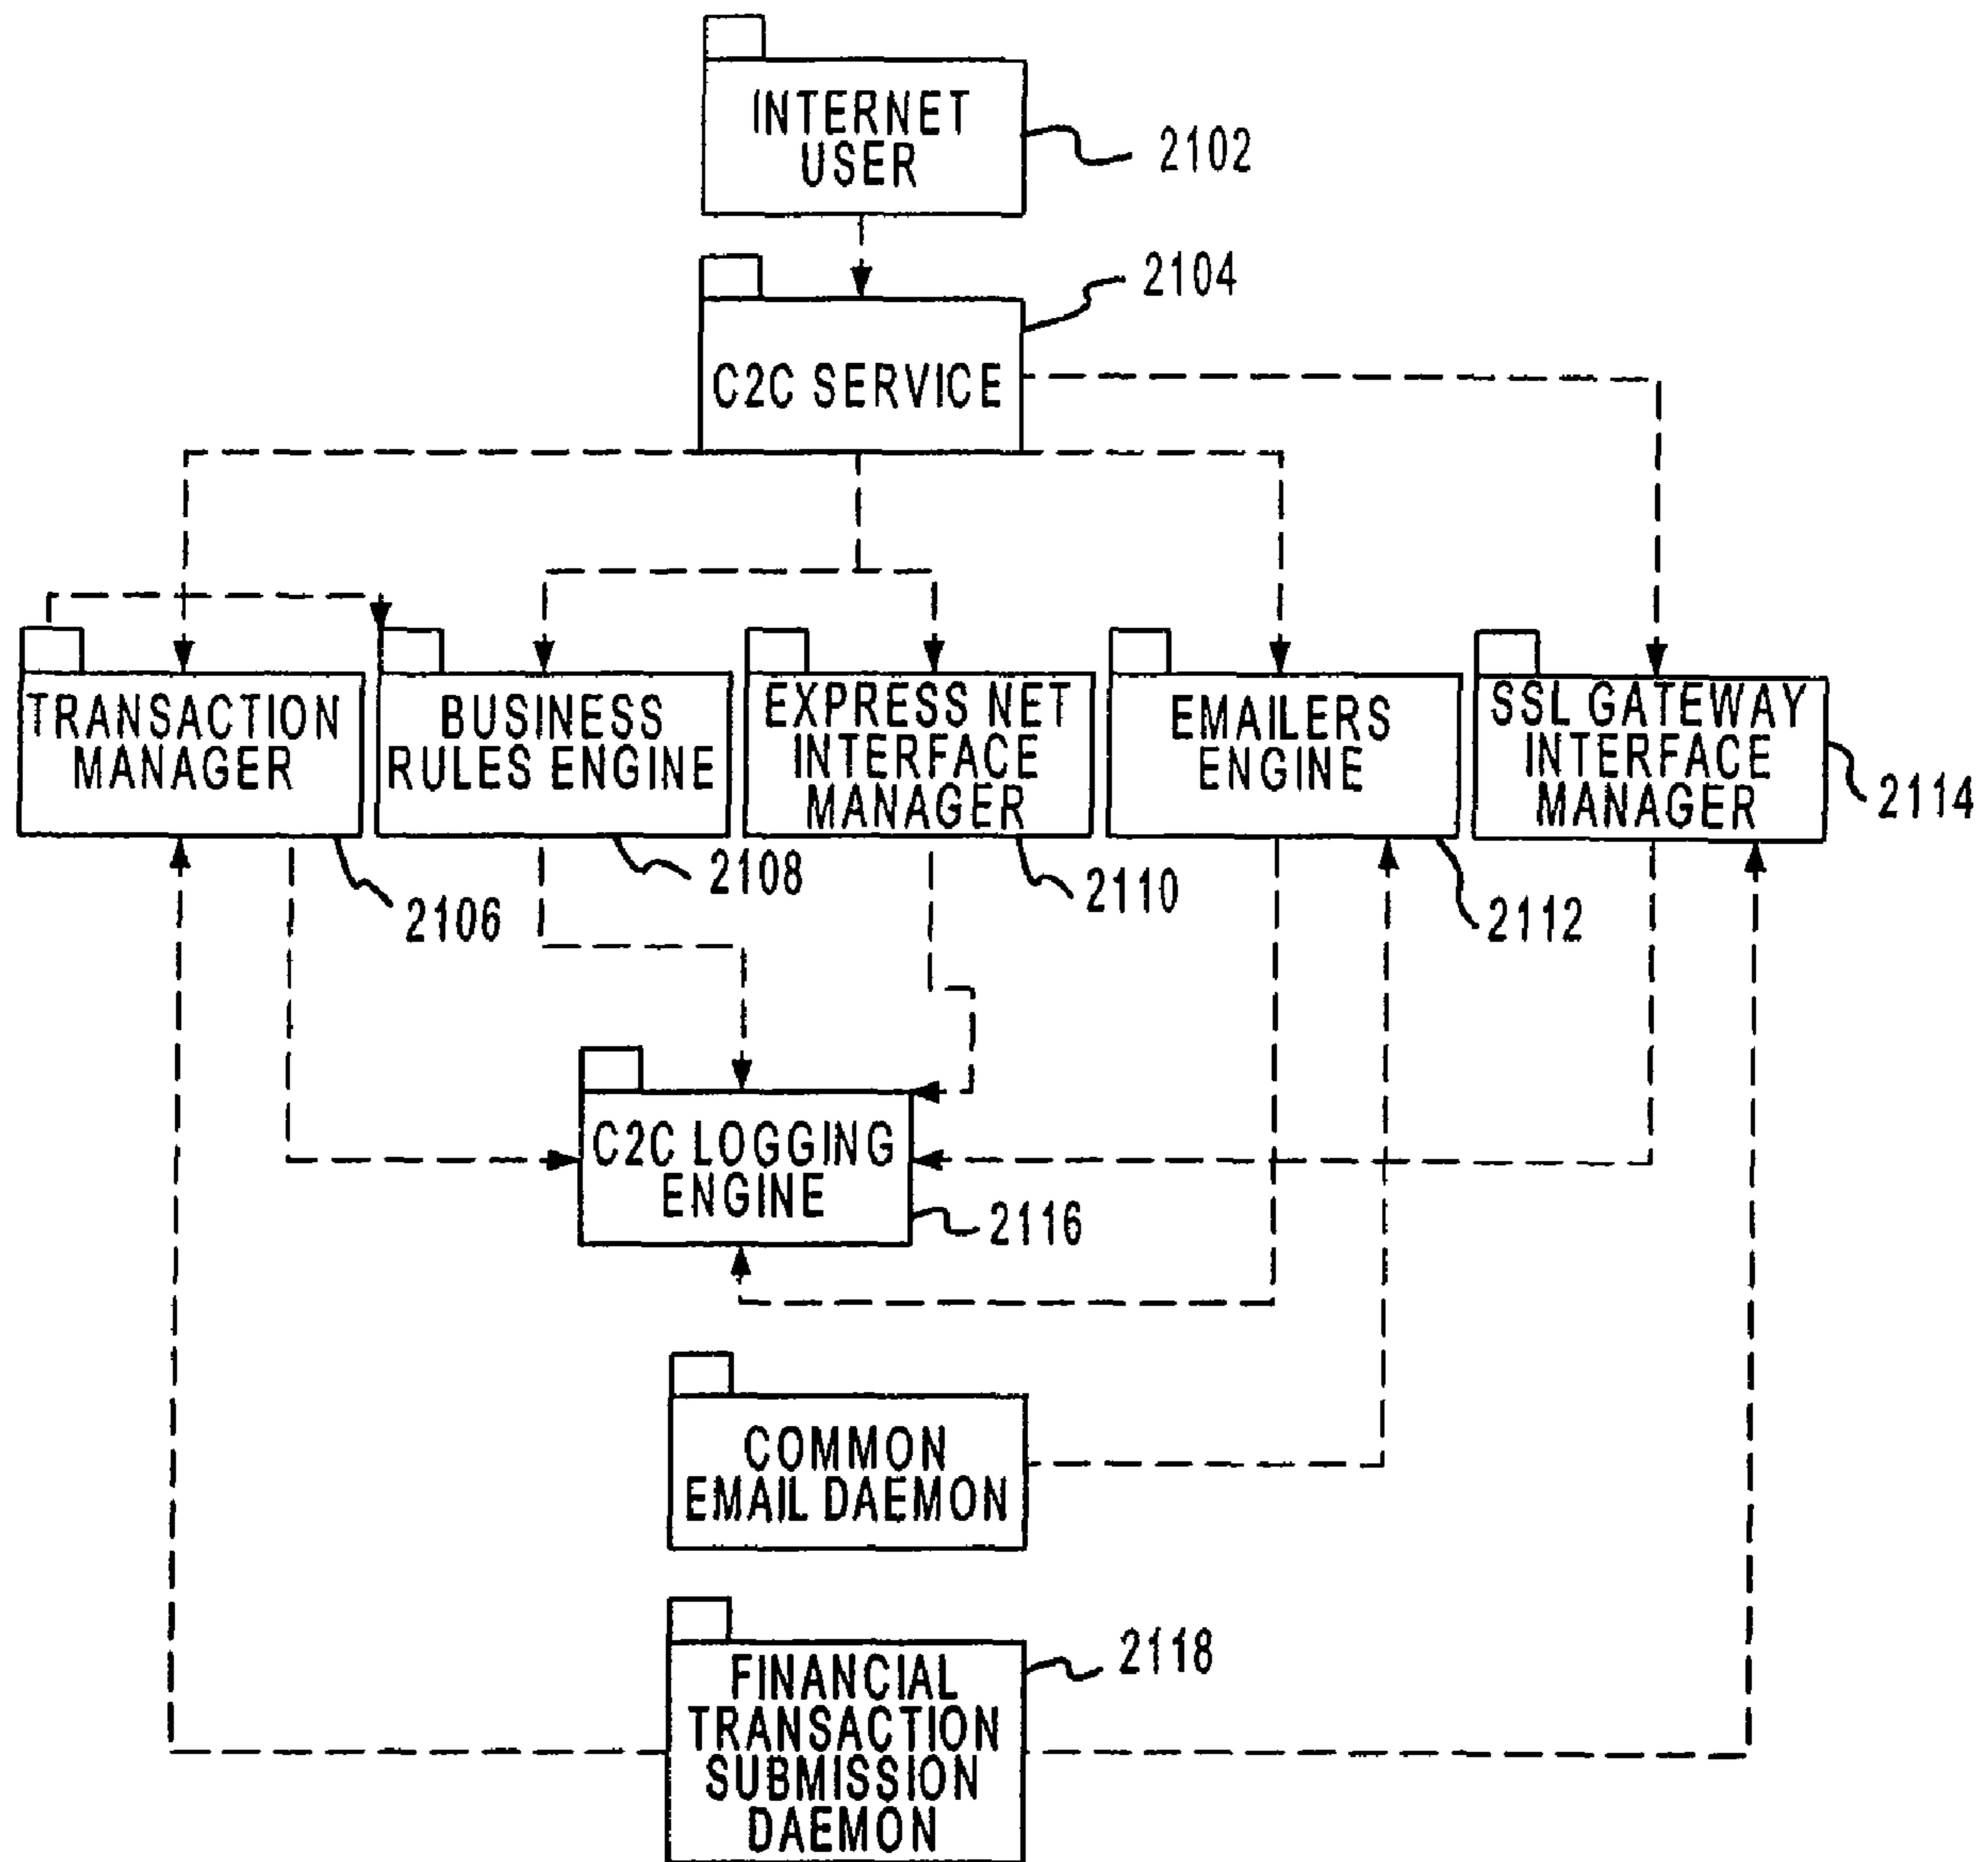 INTERNET
USER
2102
2104
C2C SERVICE
TRANSACTION
MANAGER
BUSINESS
RULES ENGINE
EXPRESS NET
INTERFACE
MANAGER
EMAILERS
ENGINE
SSL GATEWAY
INTERFACE
MANAGER
2114
2108
2110
2106
2112
C2C LOGGING
ENGINE
2116
COMMON
EMAIL DAEMON
2118
FINANCIAL
TRANSACTION
SUBMISSION
DAEMON